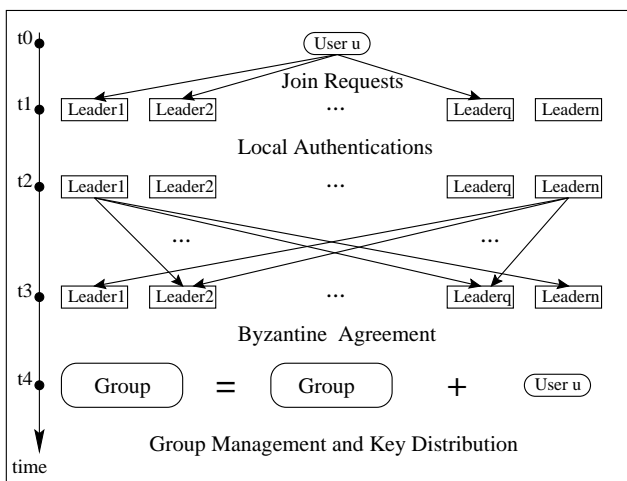 t0 User u
Join Requests
t1 Leader1 Leader2 ... Leaderq Leadern
Local Authentications
t2 Leader1 Leader2 ... Leaderq Leadern
... ...
t3 Leader1 Leader2 ... Leaderq Leadern
Byzantine Agreement
t4 Group = Group + User u
Group Management and Key Distribution
time